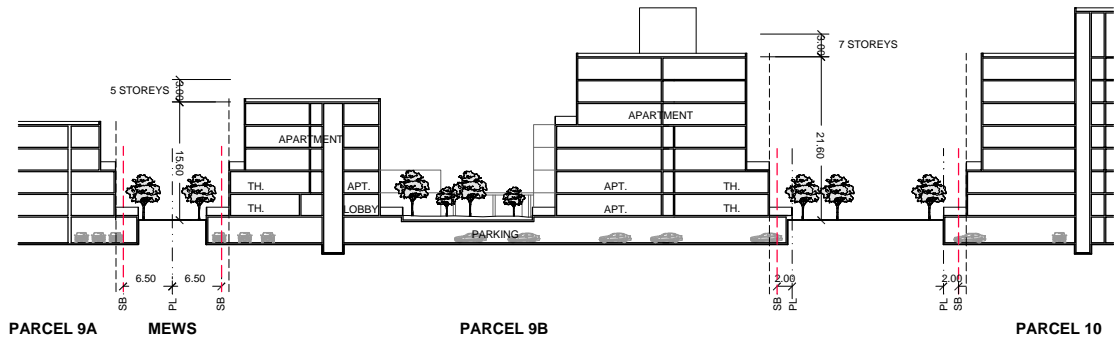 3.00
7 STOREYS
3.00
5 STOREYS
APARTMENT
APARTMENT
15.60
21.60
TH.
APT.
APT.
TH.
TH.
LOBBY
APT.
TH.
PARKING
6.50
6.50
2.00
2.00
SB
PL
SB
SB
PL
PL
SB
PARCEL 9A
MEWS
PARCEL 9B
PARCEL 10